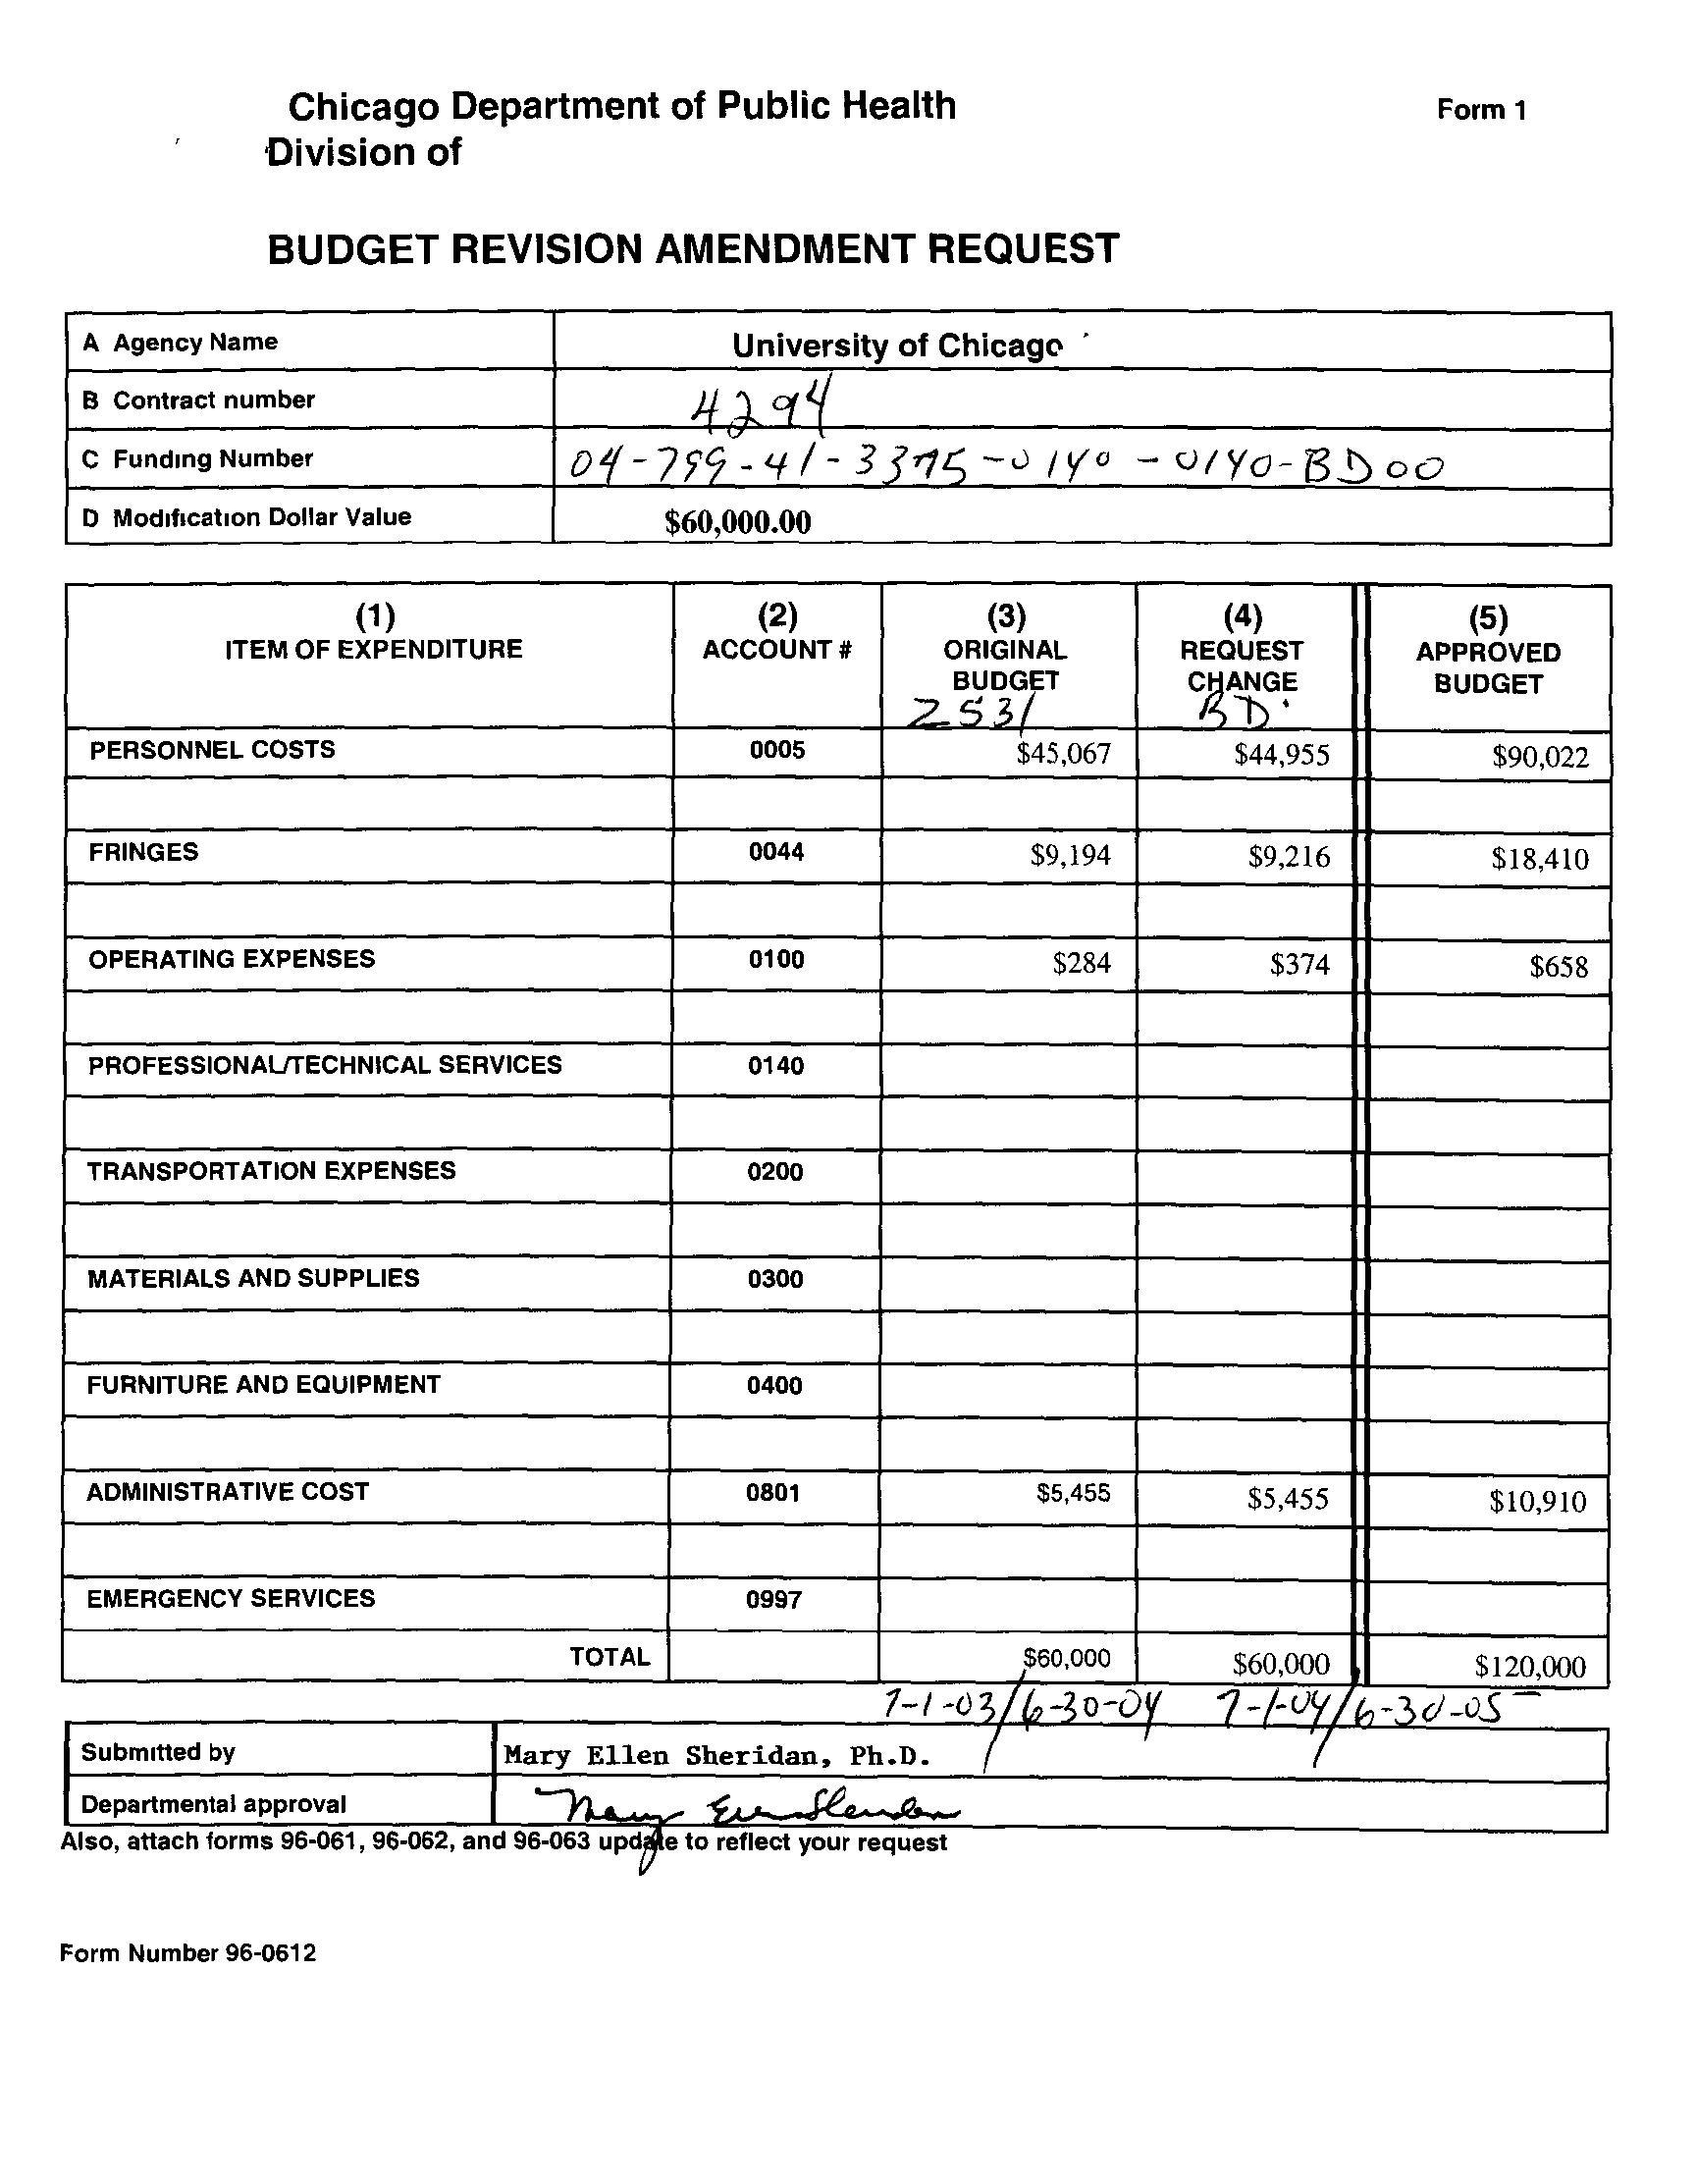 Chicago Department of Public Health
Form 1
Division of
BUDGET REVISION AMENDMENT REQUEST
A Agency Name University of Chicago
B Contract number 4294
C Funding Number 04-799-41-3375-0140-0140-BD00
D Modification Dollar Value $60,000.00
(1) (2) (3) (4) (5)
ITEM OF EXPENDITURE ACCOUNT # ORIGINAL REQUEST APPROVED
BUDGET CHANGE BUDGET
2531 BD
PERSONNEL COSTS 0005 $45,067 $44,955 $90,022
FRINGES 0044 $9,194 $9,216 $18,410
OPERATING EXPENSES 0100 $284 $374 $658
PROFESSIONAL/TECHNICAL SERVICES 0140
TRANSPORTATION EXPENSES 0200
MATERIALS AND SUPPLIES 0300
FURNITURE AND EQUIPMENT 0400
ADMINISTRATIVE COST 0801 $5,455 $5,455 $10,910
EMERGENCY SERVICES 0997
TOTAL $60,000 $60,000 $120,000
7-1-03/6-30-04 7-1-04/6-30-05
Submitted by Mary Ellen Sheridan, Ph.D.
Departmental approval Mary Ellen Sheridan
Also, attach forms 96-061, 96-062, and 96-063 update to reflect your request
Form Number 96-0612